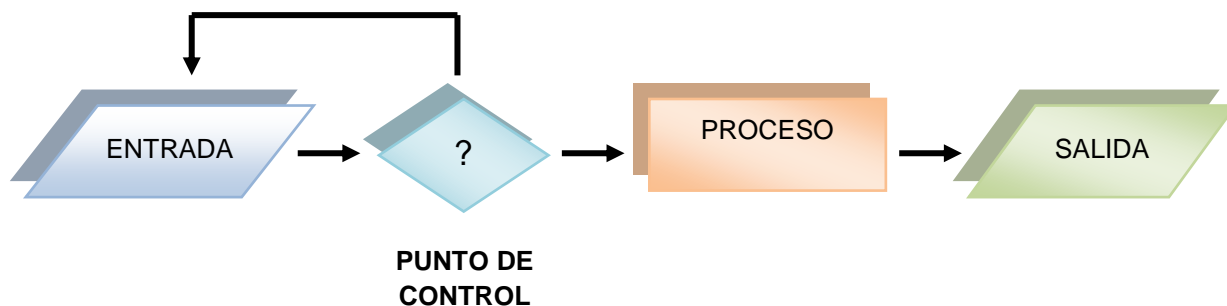 ENTRADA
?
PROCESO
SALIDA
PUNTO DE
CONTROL